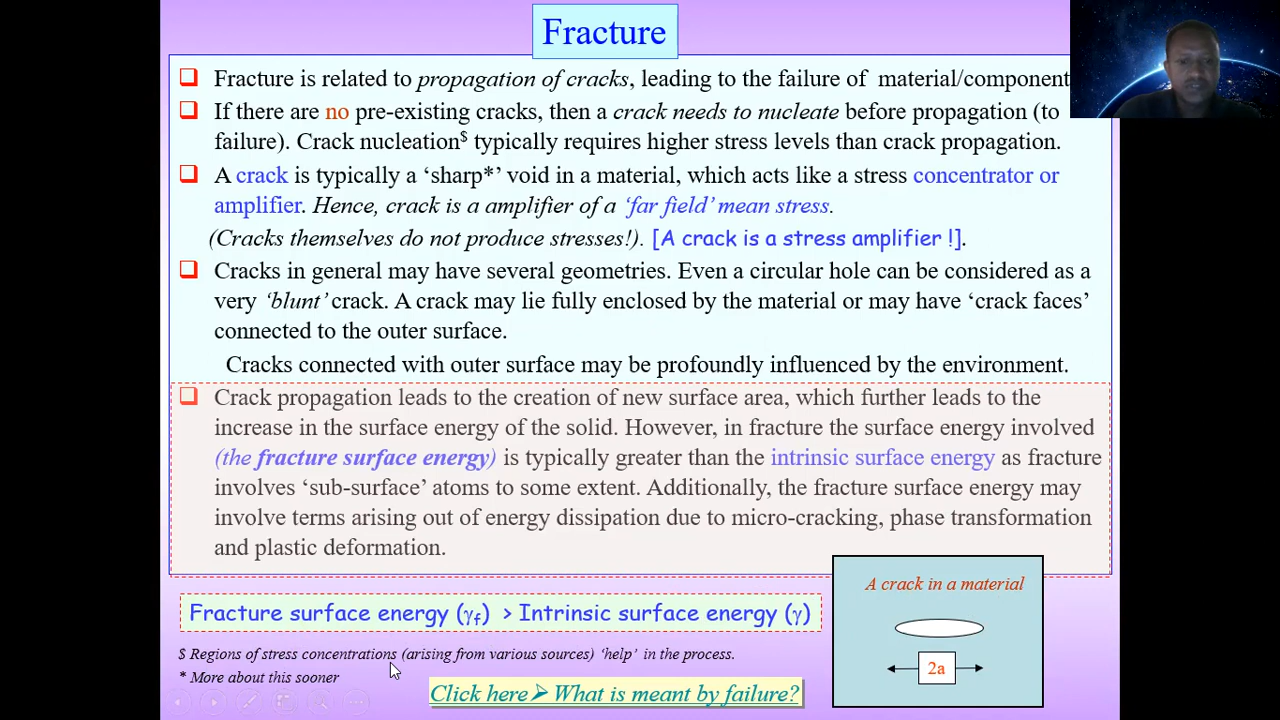 Fracture
❑ Fracture is related to propagation of cracks, leading to the failure of material/component
❑ If there are no pre-existing cracks, then a crack needs to nucleate before propagation (to
failure). Crack nucleation$ typically requires higher stress levels than crack propagation.
❑ A crack is typically a ‘sharp*’ void in a material, which acts like a stress concentrator or
amplifier. Hence, crack is a amplifier of a ‘far field’ mean stress.
(Cracks themselves do not produce stresses!). [A crack is a stress amplifier !].
❑ Cracks in general may have several geometries. Even a circular hole can be considered as a
very ‘blunt’ crack. A crack may lie fully enclosed by the material or may have ‘crack faces’
connected to the outer surface.
Cracks connected with outer surface may be profoundly influenced by the environment.
❑ Crack propagation leads to the creation of new surface area, which further leads to the
increase in the surface energy of the solid. However, in fracture the surface energy involved
(the fracture surface energy) is typically greater than the intrinsic surface energy as fracture
involves ‘sub-surface’ atoms to some extent. Additionally, the fracture surface energy may
involve terms arising out of energy dissipation due to micro-cracking, phase transformation
and plastic deformation.
A crack in a material
2a
Fracture surface energy (γf) > Intrinsic surface energy (γ)
$ Regions of stress concentrations (arising from various sources) ‘help’ in the process.
* More about this sooner
Click here➢ What is meant by failure?